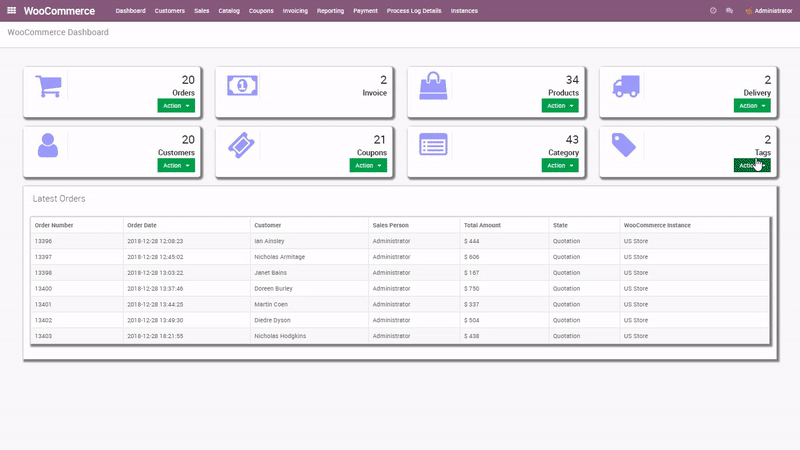 WooCommerce Dashboard Customers Sales Catalog Coupons Invoicing Reporting Payment Process Log Details Instances Administrator
WooCommerce Dashboard
20 2 34 2
Orders Invoice Products Delivery
Action Action Action
20 21 43 2
Customers Coupons Category Tags
Action Action Action Action
Latest Orders
Order Number Order Date Customer Sales Person Total Amount State WooCommerce Instance
13396 2018-12-28 12:08:23 Ian Ainsley Administrator $ 444 Quotation US Store
13397 2018-12-28 12:45:02 Nicholas Armitage Administrator $ 606 Quotation US Store
13398 2018-12-28 13:03:22 Janet Bains Administrator $ 167 Quotation US Store
13400 2018-12-28 13:37:46 Doreen Burley Administrator $ 750 Quotation US Store
13401 2018-12-28 13:44:25 Martin Coen Administrator $ 337 Quotation US Store
13402 2018-12-28 13:49:30 Diedre Dyson Administrator $ 504 Quotation US Store
13403 2018-12-28 18:21:55 Nicholas Hodgkins Administrator $ 438 Quotation US Store